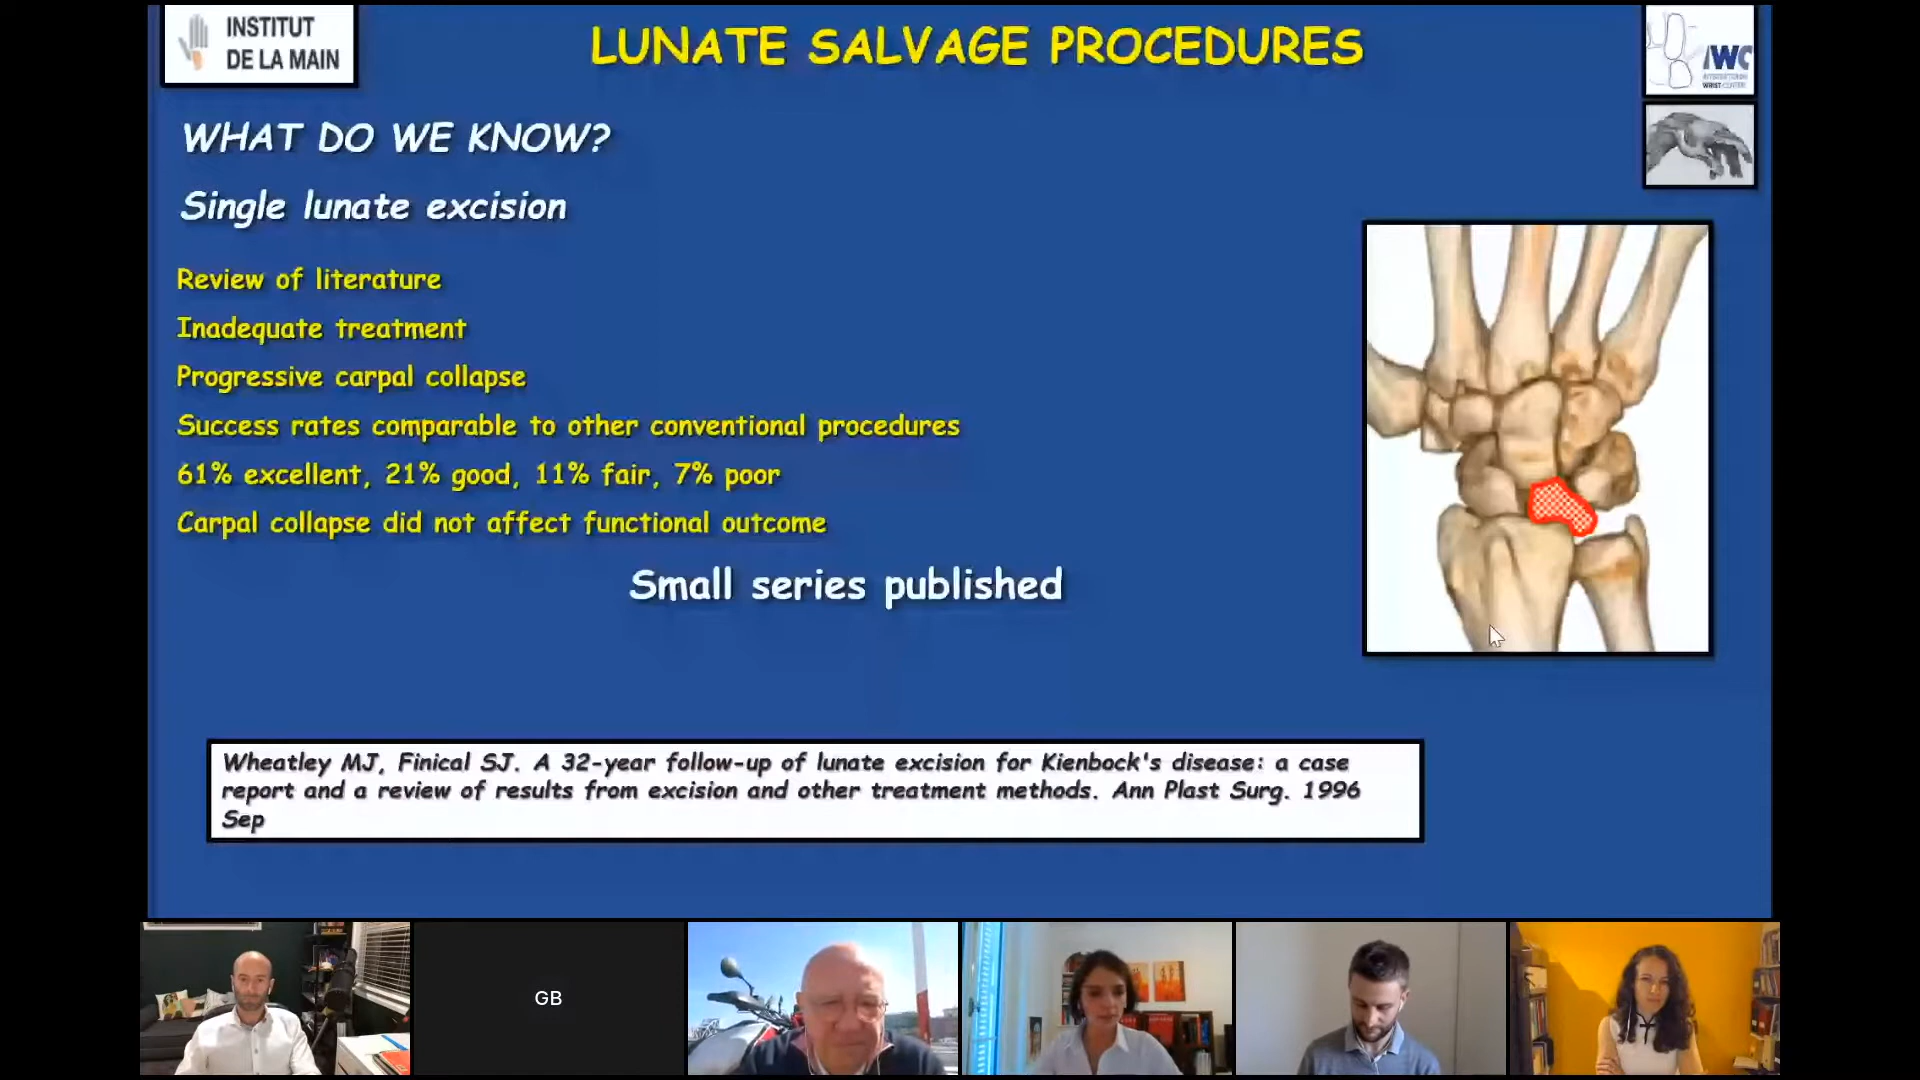 INSTITUT
DE LA MAIN
LUNATE SALVAGE PROCEDURES
IWC
WRIST CENTER
WHAT DO WE KNOW?
Single lunate excision
Review of literature
Inadequate treatment
Progressive carpal collapse
Success rates comparable to other conventional procedures
61% excellent, 21% good, 11% fair, 7% poor
Carpal collapse did not affect functional outcome
Small series published
Wheatley MJ, Finical SJ. A 32-year follow-up of lunate excision for Kienbock's disease: a case
report and a review of results from excision and other treatment methods. Ann Plast Surg. 1996
Sep
GB